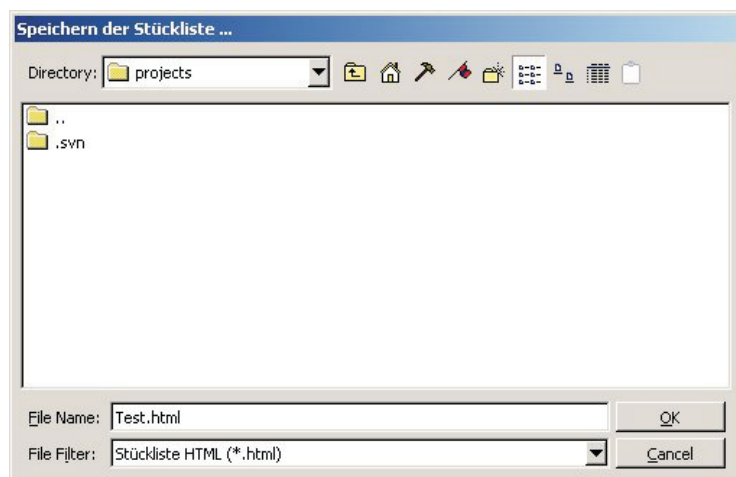 Speichern der Stückliste ...
Directory: projects
..
.svn
File Name: Test.html OK
File Filter: Stückliste HTML (*.html) Cancel